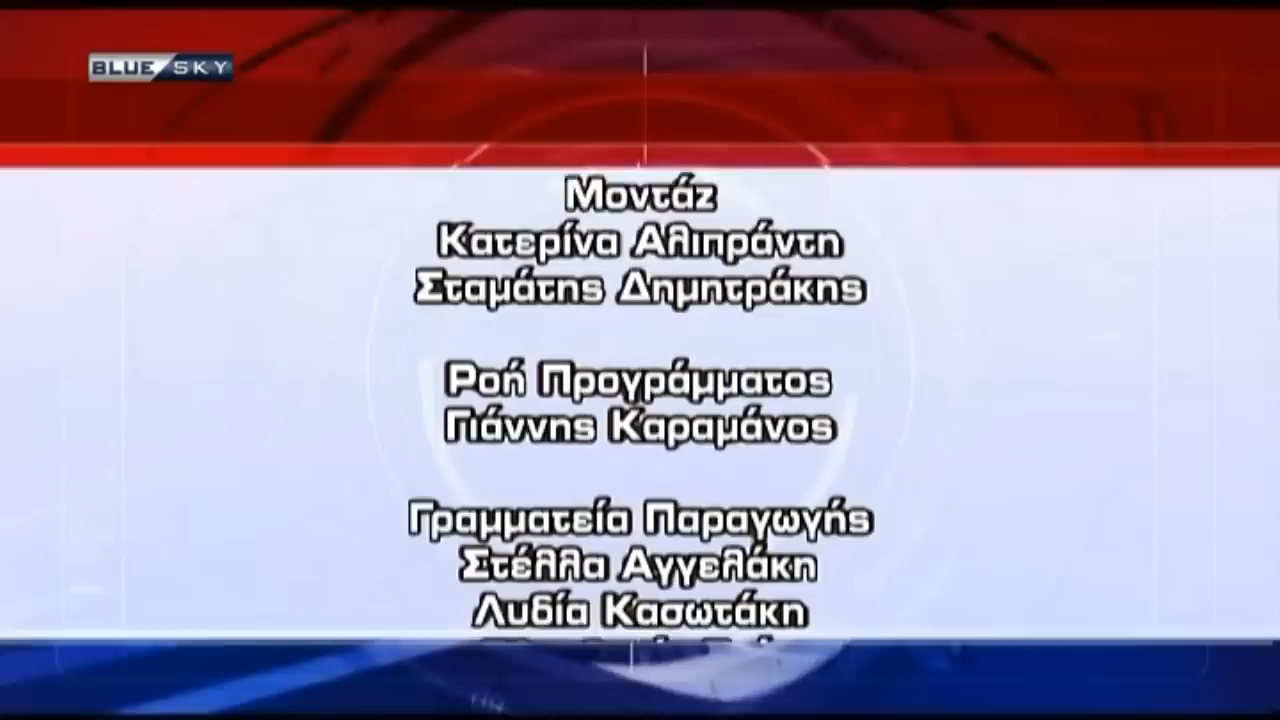 BLUE SKY
Μοντάζ
Κατερίνα Αλιπράντη
Σταμάτης Δημητράκης
Ροή Προγράμματος
Γιάννης Καραμάνος
Γραμματεία Παραγωγής
Στέλλα Αγγελάκη
Λυδία Κασωτάκη